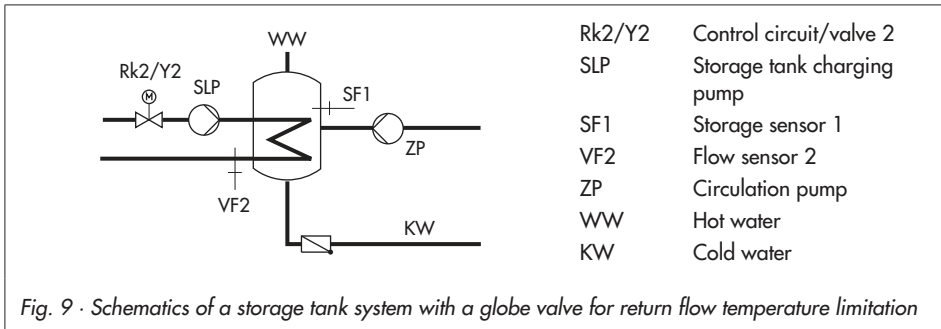 WW
Rk2/Y2
M
SLP
SF1
ZP
VF2
KW
Rk2/Y2 Control circuit/valve 2
SLP Storage tank charging
pump
SF1 Storage sensor 1
VF2 Flow sensor 2
ZP Circulation pump
WW Hot water
KW Cold water
Fig. 9 · Schematics of a storage tank system with a globe valve for return flow temperature limitation